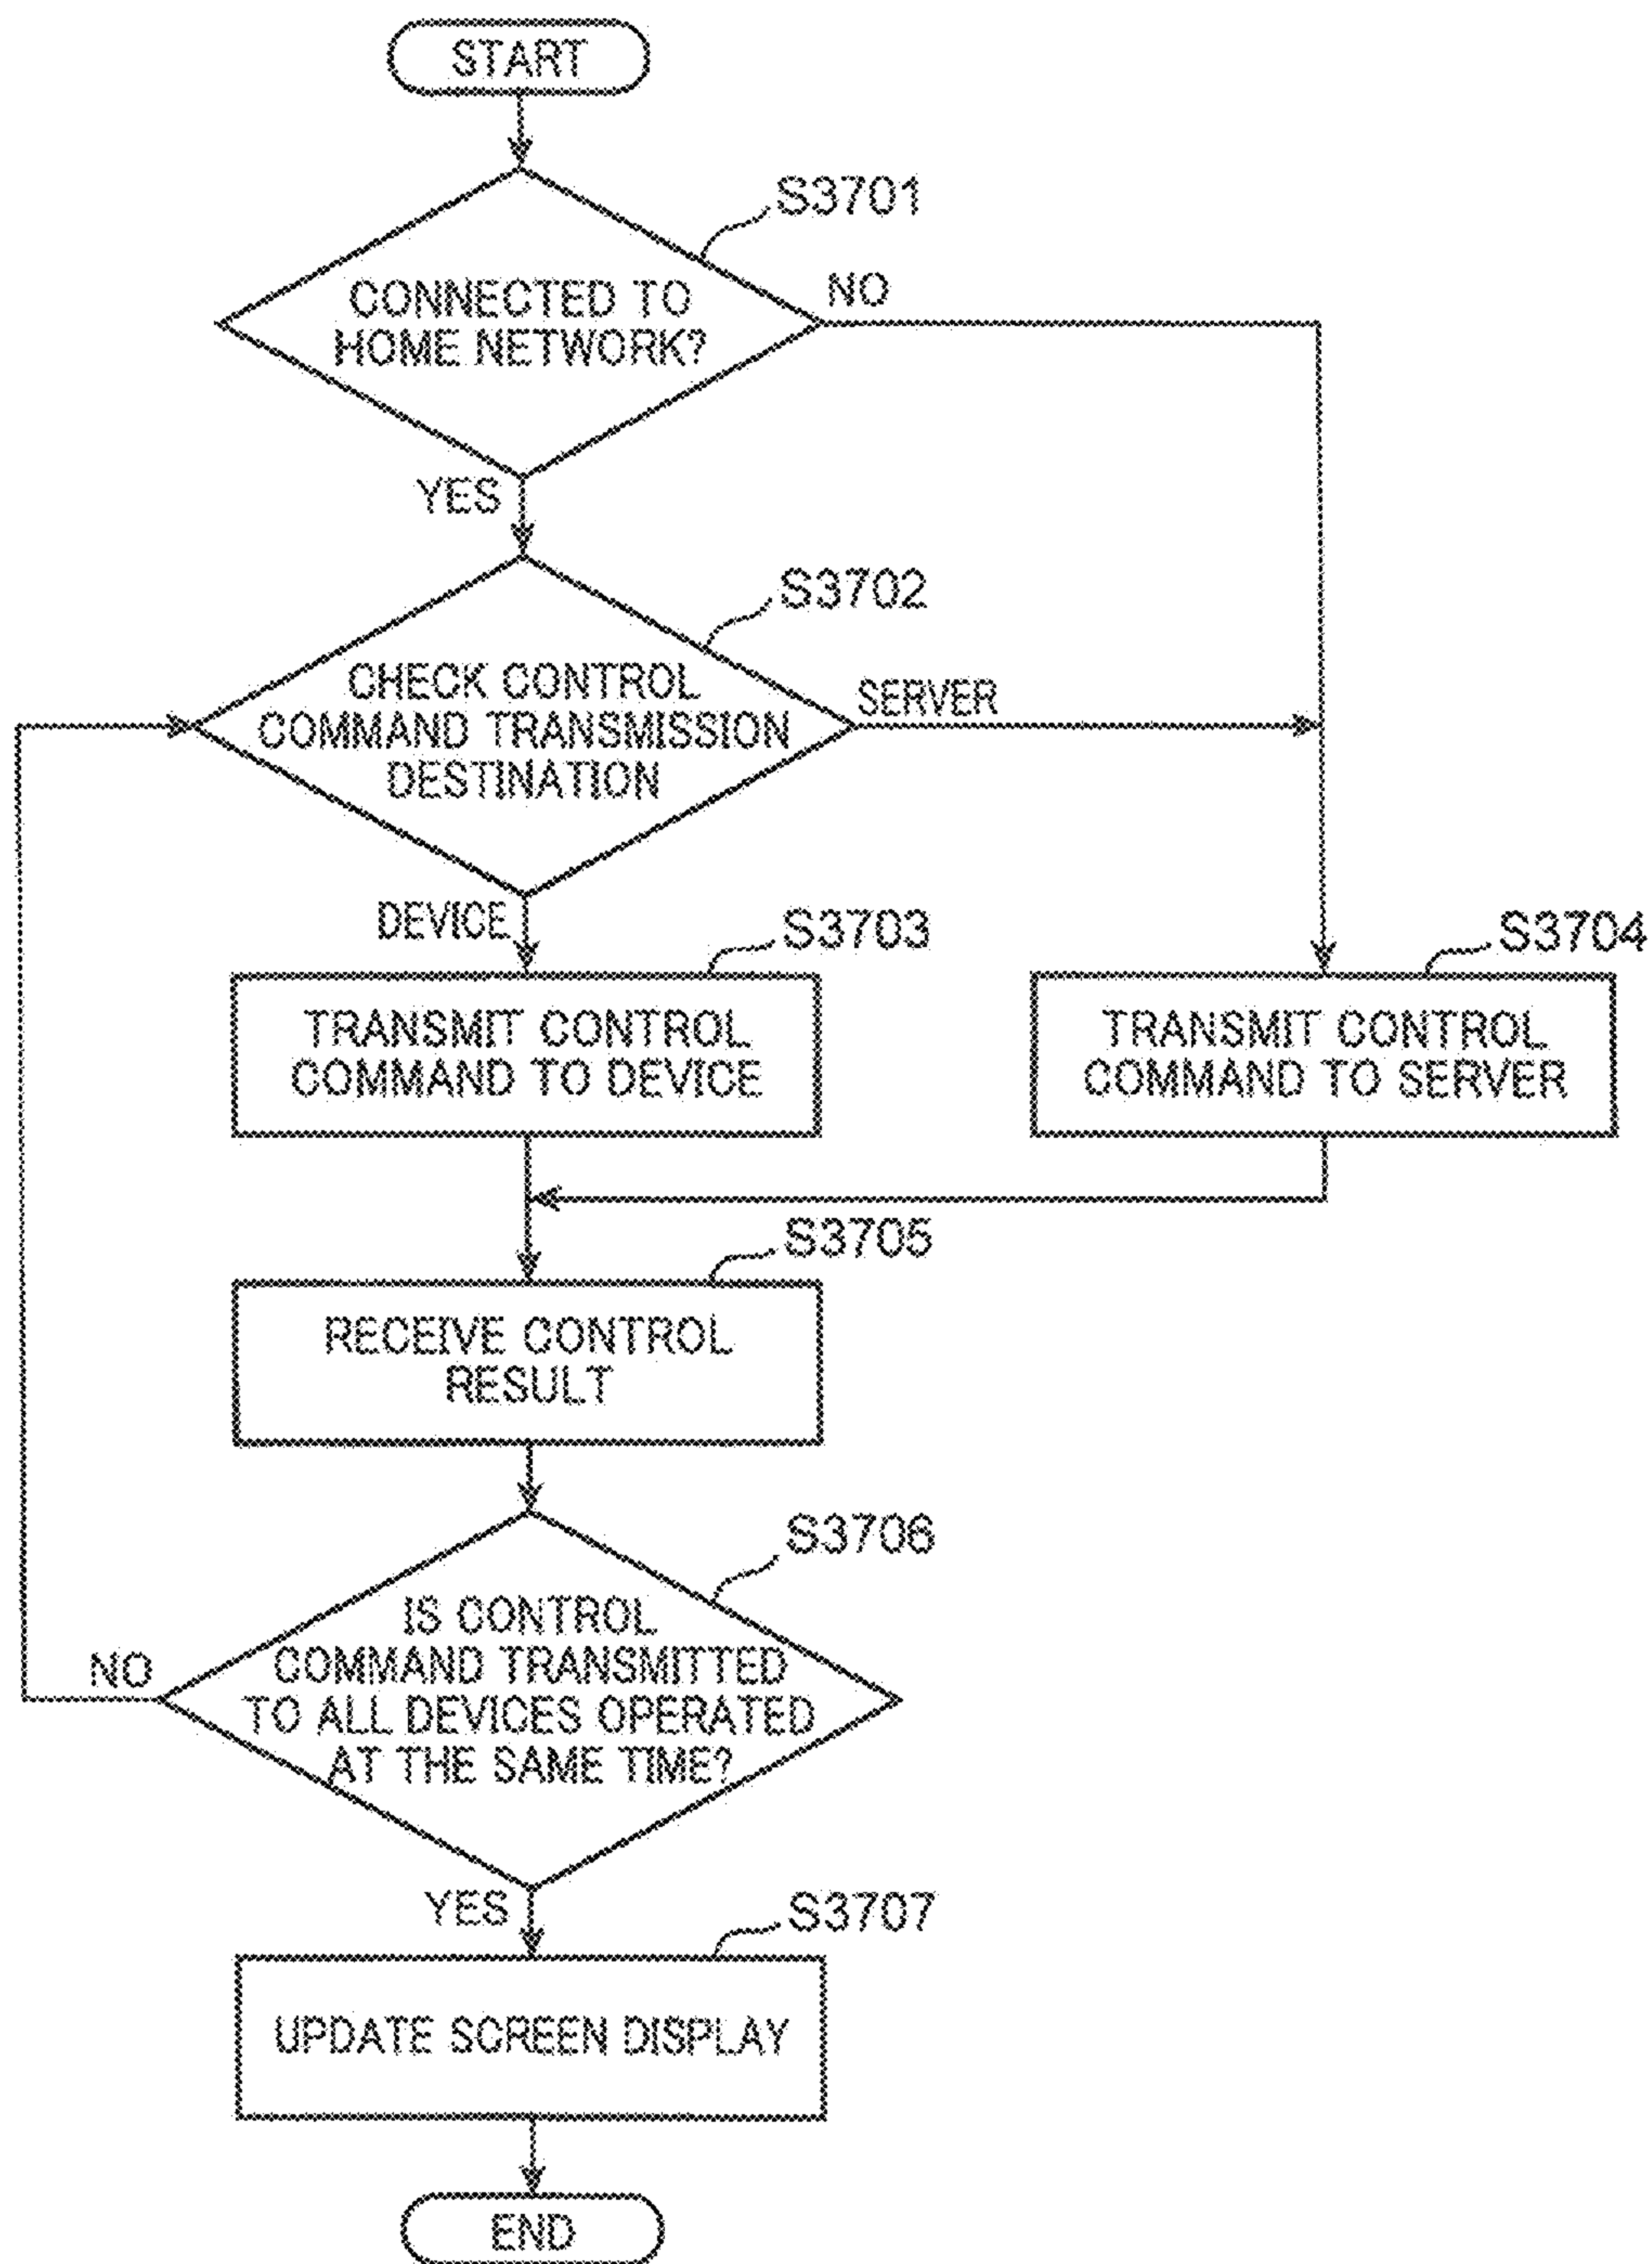 START
S3701
CONNECTED TO
HOME NETWORK?
NO
YES
S3702
CHECK CONTROL
COMMAND TRANSMISSION
DESTINATION
SERVER
DEVICE
S3703
S3704
TRANSMIT CONTROL
COMMAND TO DEVICE
TRANSMIT CONTROL
COMMAND TO SERVER
S3705
RECEIVE CONTROL
RESULT
S3706
IS CONTROL
COMMAND TRANSMITTED
TO ALL DEVICES OPERATED
AT THE SAME TIME?
NO
YES
S3707
UPDATE SCREEN DISPLAY
END